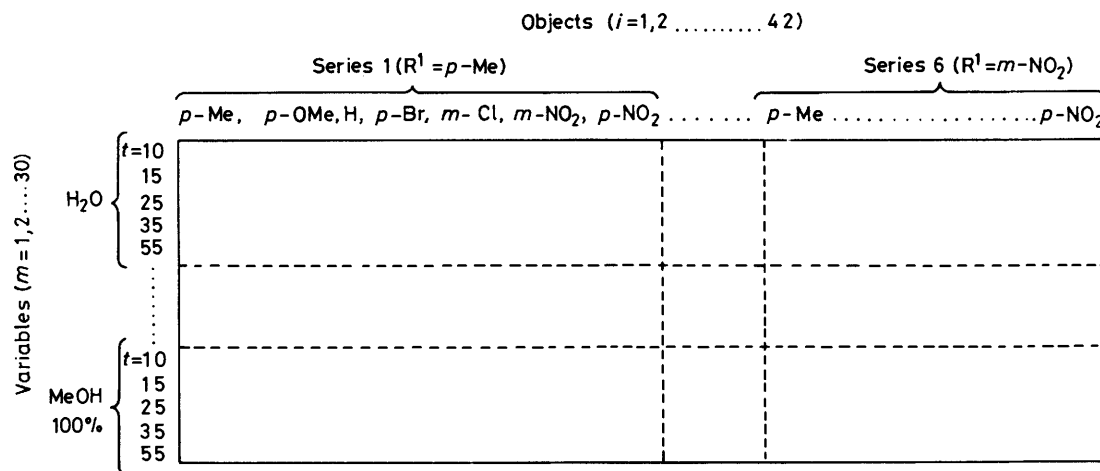 Objects (i=1,2 .......... 42)
Series 1 (R¹ = p-Me)
Series 6 (R¹ = m-NO₂)
p-Me, p-OMe, H, p-Br, m-Cl, m-NO₂, p-NO₂ ........ p-Me .................. p-NO₂
Variables (m=1,2....30)
H₂O
t=10
15
25
35
55
MeOH
100%
t=10
15
25
35
55